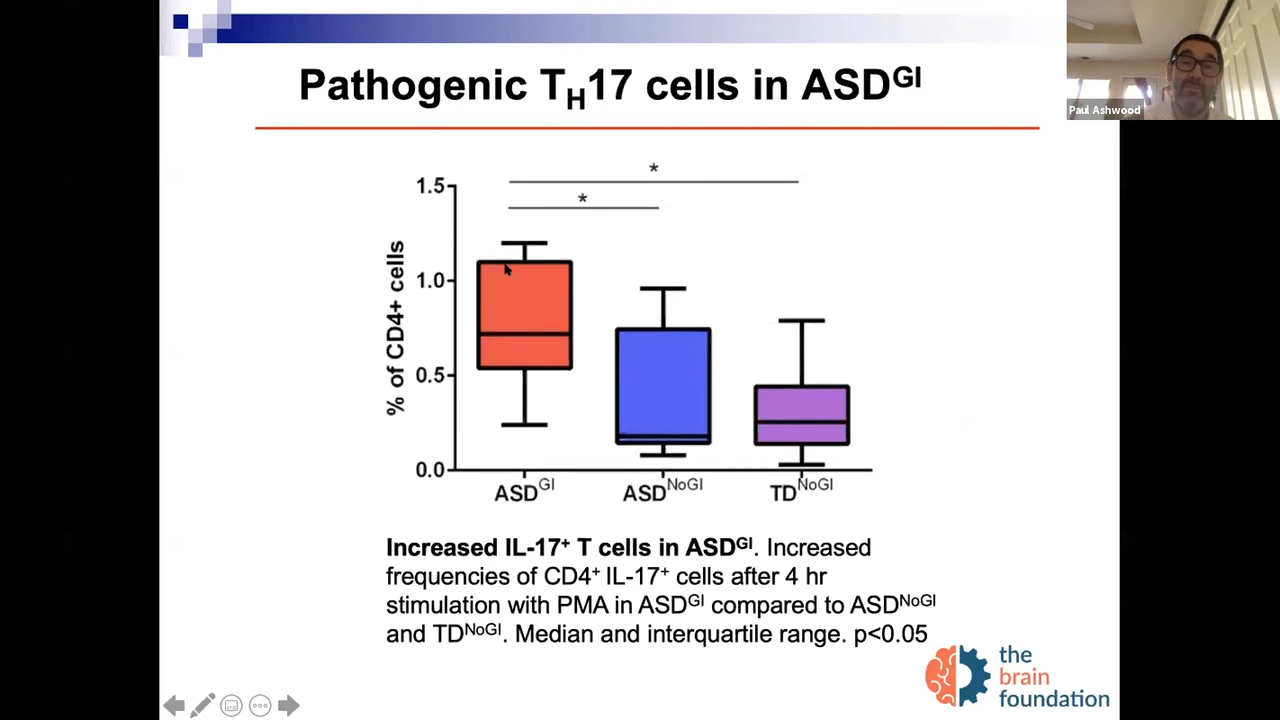 Pathogenic TH17 cells in ASDGI
Paul Ashwood
*
*
1.5
1.0
0.5
0.0
% of CD4+ cells
ASDGI
ASDNoGI
TDNoGI
Increased IL-17+ T cells in ASDGI. Increased
frequencies of CD4+ IL-17+ cells after 4 hr
stimulation with PMA in ASDGI compared to ASDNoGI
and TDNoGI. Median and interquartile range. p<0.05
the
brain
foundation